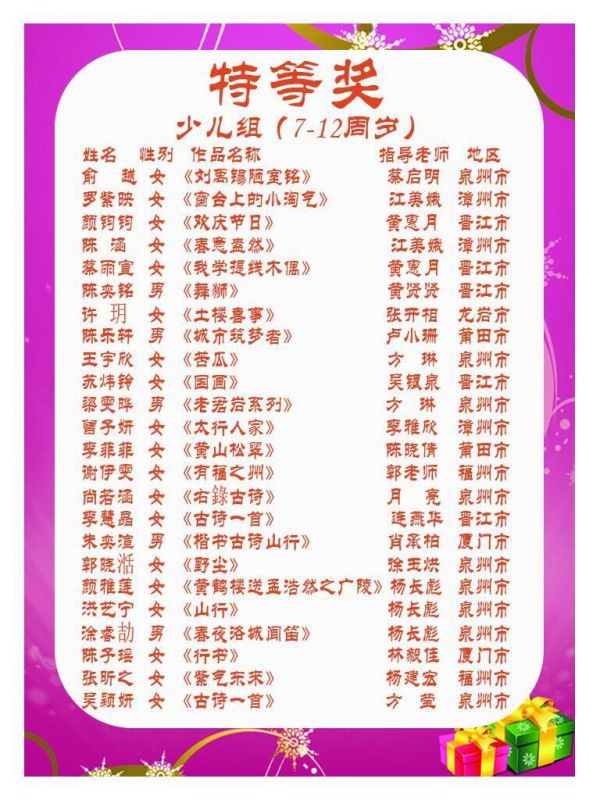 特等奖
少儿组（7-12周岁）
姓名 性别 作品名称 指导老师 地区
俞 越 女 《刘禹锡陋室铭》 蔡启明 泉州市
罗紫映 女 《窗台上的小淘气》 江美娥 漳州市
颜钧钧 女 《欢庆节日》 黄惠月 晋江市
陈 涵 女 《春意盎然》 江美娥 漳州市
蔡雨宣 女 《我学提线木偶》 黄惠月 晋江市
陈奕铭 男 《舞狮》 黄贤贤 晋江市
许 玥 女 《土楼喜事》 张开相 龙岩市
陈乐轩 男 《城市筑梦者》 卢小珊 莆田市
王宇欣 女 《苦瓜》 方 琳 泉州市
苏炜铃 女 《国画》 吴银泉 晋江市
梁雯晔 男 《老君岩系列》 方 琳 泉州市
曾子妍 女 《太行人家》 李雅欣 漳州市
李菲菲 女 《黄山松翠》 陈晓倩 莆田市
谢伊雯 女 《有福之州》 郭老师 福州市
尚若涵 女 《右錄古诗》 月 亮 泉州市
李慧晶 女 《古诗一首》 连燕华 晋江市
朱奕渲 男 《楷书古诗山行》 肖承柏 厦门市
郭晓湉 女 《野尘》 徐玉烘 泉州市
颜雅莲 女 《黄鹤楼送孟浩然之广陵》 杨长彪 泉州市
洪艺宁 女 《山行》 杨长彪 泉州市
涂睿劼 男 《春夜洛城闻笛》 杨长彪 泉州市
陈子瑶 女 《行书》 林毅佳 厦门市
张昕之 女 《紫气东来》 杨建宏 福州市
吴颖妍 女 《古诗一首》 方 莹 泉州市